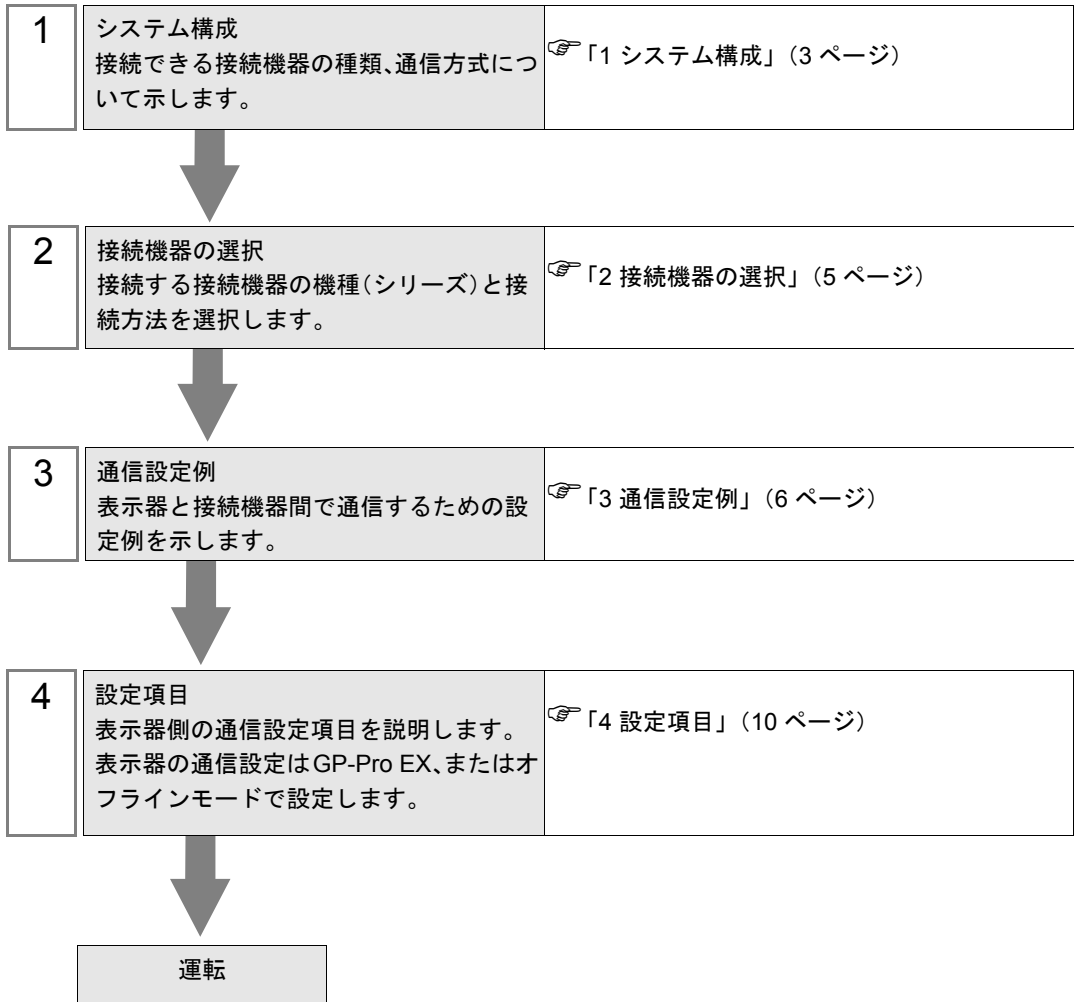 1
システム構成
接続できる接続機器の種類、通信方式につ
いて示します。
☞「1 システム構成」（3 ページ）
2
接続機器の選択
接続する接続機器の機種（シリーズ）と接
続方法を選択します。
☞「2 接続機器の選択」（5 ページ）
3
通信設定例
表示器と接続機器間で通信するための設
定例を示します。
☞「3 通信設定例」（6 ページ）
4
設定項目
表示器側の通信設定項目を説明します。
表示器の通信設定はGP-Pro EX、またはオ
フラインモードで設定します。
☞「4 設定項目」（10 ページ）
運転